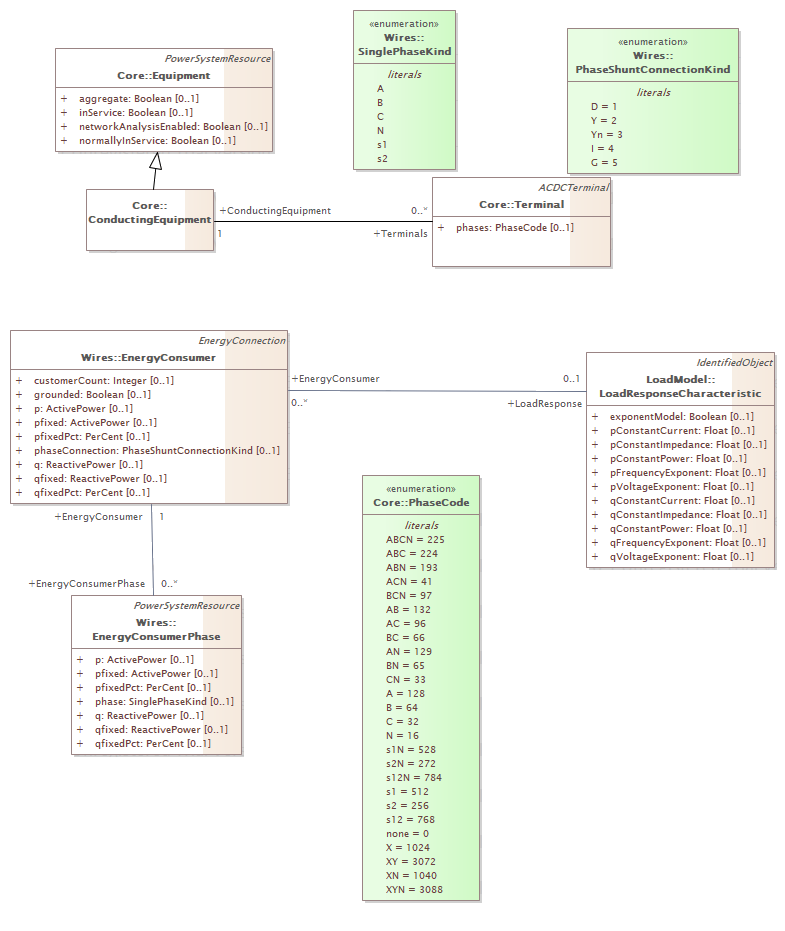 PowerSystemResource
Core::Equipment
+ aggregate: Boolean [0..1]
+ inService: Boolean [0..1]
+ networkAnalysisEnabled: Boolean [0..1]
+ normallyInService: Boolean [0..1]
«enumeration»
Wires::
SinglePhaseKind
literals
A
B
C
N
s1
s2
«enumeration»
Wires::
PhaseShuntConnectionKind
literals
D = 1
Y = 2
Yn = 3
I = 4
G = 5
Core::
ConductingEquipment
+ConductingEquipment
1
0..*
+Terminals
ACDCTerminal
Core::Terminal
+ phases: PhaseCode [0..1]
EnergyConnection
Wires::EnergyConsumer
+ customerCount: Integer [0..1]
+ grounded: Boolean [0..1]
+ p: ActivePower [0..1]
+ pfixed: ActivePower [0..1]
+ pfixedPct: PerCent [0..1]
+ phaseConnection: PhaseShuntConnectionKind [0..1]
+ q: ReactivePower [0..1]
+ qfixed: ReactivePower [0..1]
+ qfixedPct: PerCent [0..1]
+EnergyConsumer
0..*
0..1
+LoadResponse
IdentifiedObject
LoadModel::
LoadResponseCharacteristic
+ exponentModel: Boolean [0..1]
+ pConstantCurrent: Float [0..1]
+ pConstantImpedance: Float [0..1]
+ pConstantPower: Float [0..1]
+ pFrequencyExponent: Float [0..1]
+ pVoltageExponent: Float [0..1]
+ qConstantCurrent: Float [0..1]
+ qConstantImpedance: Float [0..1]
+ qConstantPower: Float [0..1]
+ qFrequencyExponent: Float [0..1]
+ qVoltageExponent: Float [0..1]
+EnergyConsumer
1
+EnergyConsumerPhase
0..*
PowerSystemResource
Wires::
EnergyConsumerPhase
+ p: ActivePower [0..1]
+ pfixed: ActivePower [0..1]
+ pfixedPct: PerCent [0..1]
+ phase: SinglePhaseKind [0..1]
+ q: ReactivePower [0..1]
+ qfixed: ReactivePower [0..1]
+ qfixedPct: PerCent [0..1]
«enumeration»
Core::PhaseCode
literals
ABCN = 225
ABC = 224
ABN = 193
ACN = 41
BCN = 97
AB = 132
AC = 96
BC = 66
AN = 129
BN = 65
CN = 33
A = 128
B = 64
C = 32
N = 16
s1N = 528
s2N = 272
s12N = 784
s1 = 512
s2 = 256
s12 = 768
none = 0
X = 1024
XY = 3072
XN = 1040
XYN = 3088